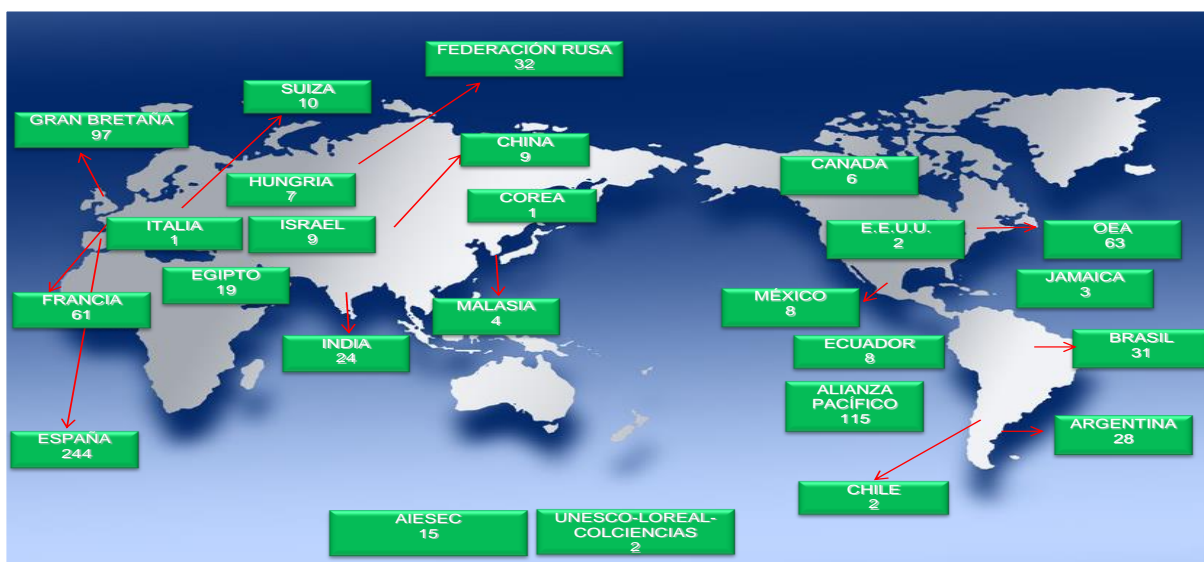 FEDERACIÓN RUSA
32
SUIZA
10
GRAN BRETAÑA
97
CHINA
9
CANADA
6
HUNGRIA
7
COREA
1
ITALIA
1
ISRAEL
9
E.E.U.U.
2
OEA
63
EGIPTO
19
JAMAICA
3
FRANCIA
61
MALASIA
4
MÉXICO
8
INDIA
24
ECUADOR
8
BRASIL
31
ALIANZA
PACÍFICO
115
ESPAÑA
244
ARGENTINA
28
CHILE
2
AIESEC
15
UNESCO-LOREAL-
COLCIENCIAS
2